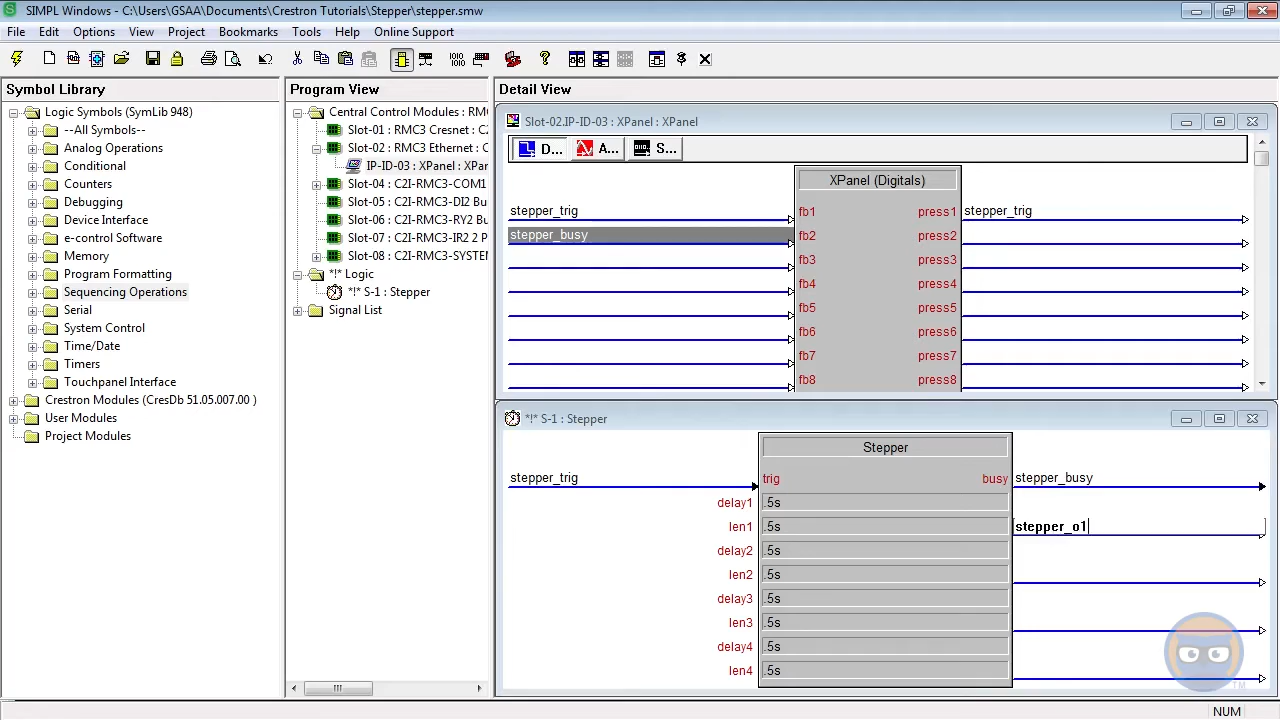 SIMPL Windows - C:\Users\GSAA\Documents\Crestron Tutorials\Stepper\stepper.smw
File Edit Options View Project Bookmarks Tools Help Online Support
Symbol Library
Logic Symbols (SymLib 948)
--All Symbols--
Analog Operations
Conditional
Counters
Debugging
Device Interface
e-control Software
Memory
Program Formatting
Sequencing Operations
Serial
System Control
Time/Date
Timers
Touchpanel Interface
Crestron Modules (CresDb 51.05.007.00 )
User Modules
Project Modules
Program View
Central Control Modules : RMC
Slot-01 : RMC3 Cresnet : C2
Slot-02 : RMC3 Ethernet : C
IP-ID-03 : XPanel : XPar
Slot-04 : C2I-RMC3-COM1
Slot-05 : C2I-RMC3-DI2 Bu
Slot-06 : C2I-RMC3-RY2 Bu
Slot-07 : C2I-RMC3-IR2 2 P
Slot-08 : C2I-RMC3-SYSTEM
*!* Logic
*!* S-1 : Stepper
Signal List
Detail View
Slot-02.IP-ID-03 : XPanel : XPanel
D... A... S...
XPanel (Digitals)
stepper_trig fb1 press1 stepper_trig
stepper_busy fb2 press2
fb3 press3
fb4 press4
fb5 press5
fb6 press6
fb7 press7
fb8 press8
*!* S-1 : Stepper
Stepper
stepper_trig trig busy stepper_busy
delay1 .5s
len1 .5s stepper_o1
delay2 .5s
len2 .5s
delay3 .5s
len3 .5s
delay4 .5s
len4 .5s
TM
NUM